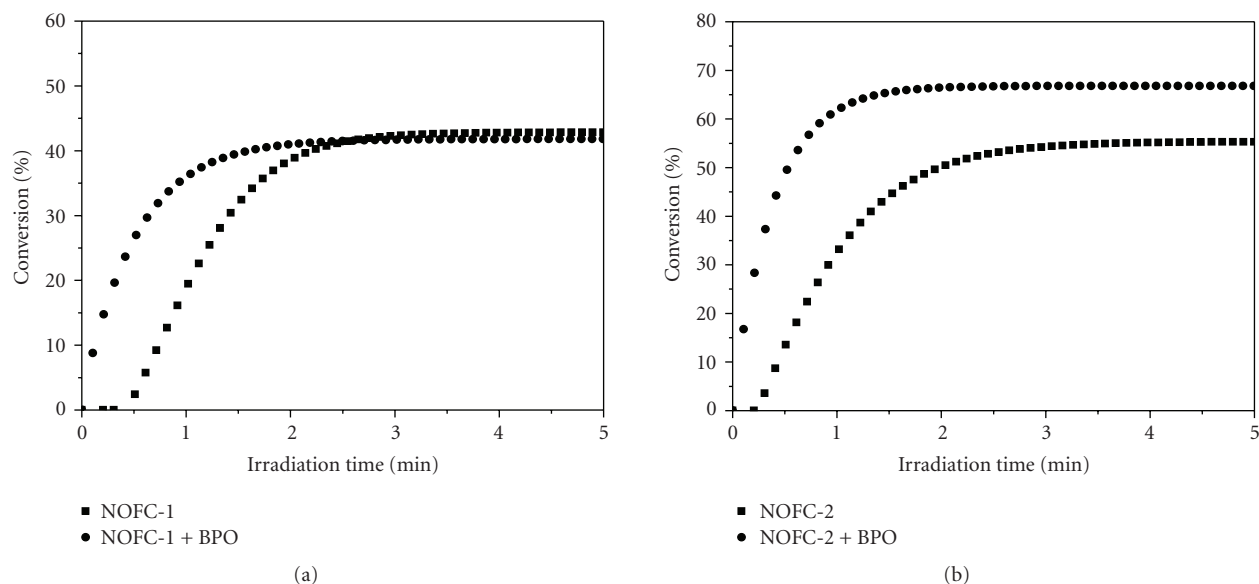 60
50
40
30
20
10
0
Conversion (%)
0 1 2 3 4 5
Irradiation time (min)
NOFC-1
NOFC-1 + BPO
(a)
80
70
60
50
40
30
20
10
0
Conversion (%)
0 1 2 3 4 5
Irradiation time (min)
NOFC-2
NOFC-2 + BPO
(b)